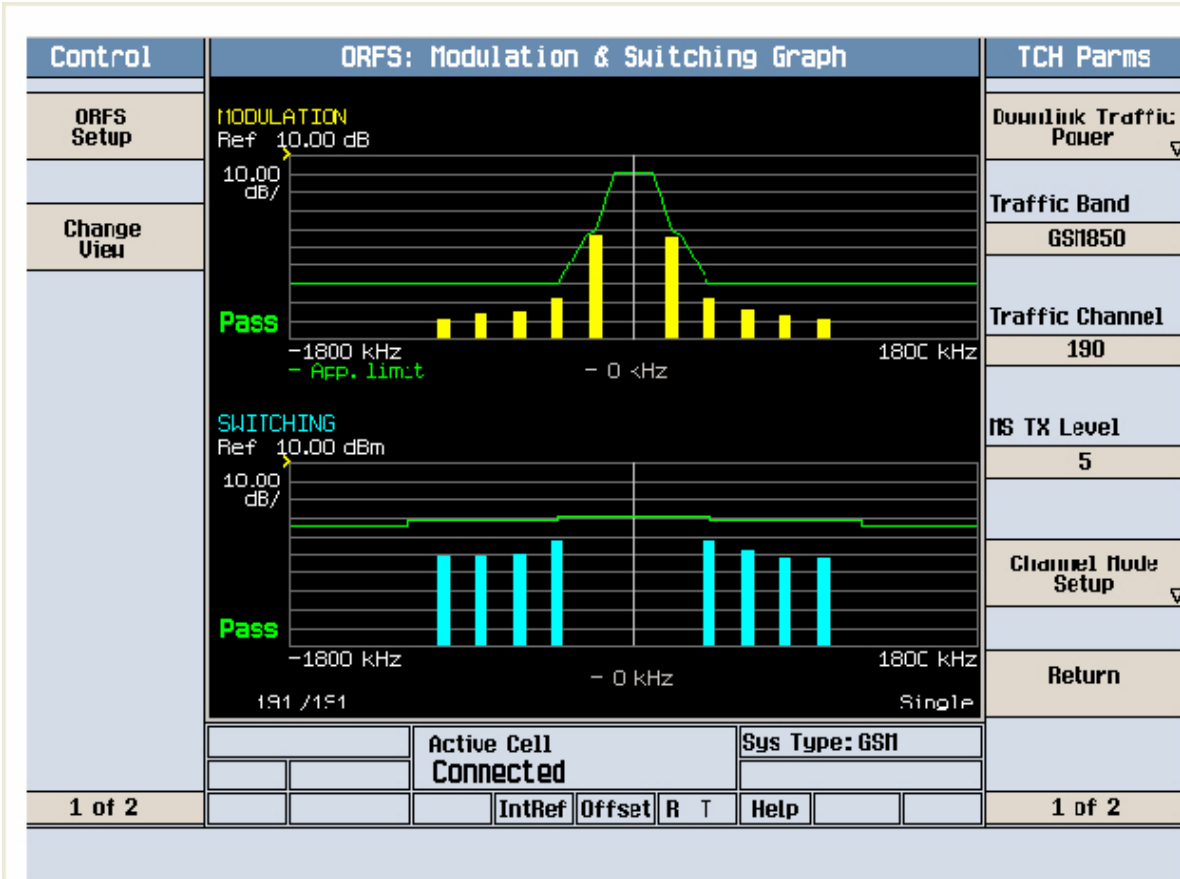 Control
ORFS: Modulation & Switching Graph
TCH Parms
ORFS
Setup
Change
View
1 of 2
MODULATION
Ref 10.00 dB
10.00
dB/
Pass
-1800 kHz
1800 kHz
- App. limit
- 0 kHz
SWITCHING
Ref 10.00 dBm
10.00
dB/
Pass
-1800 kHz
1800 kHz
- 0 kHz
191 /191
Single
Active Cell
Connected
Sys Type: GSM
IntRef
Offset
R T
Help
Downlink Traffic
Power
Traffic Band
GSM850
Traffic Channel
190
MS TX Level
5
Channel Mode
Setup
Return
1 of 2